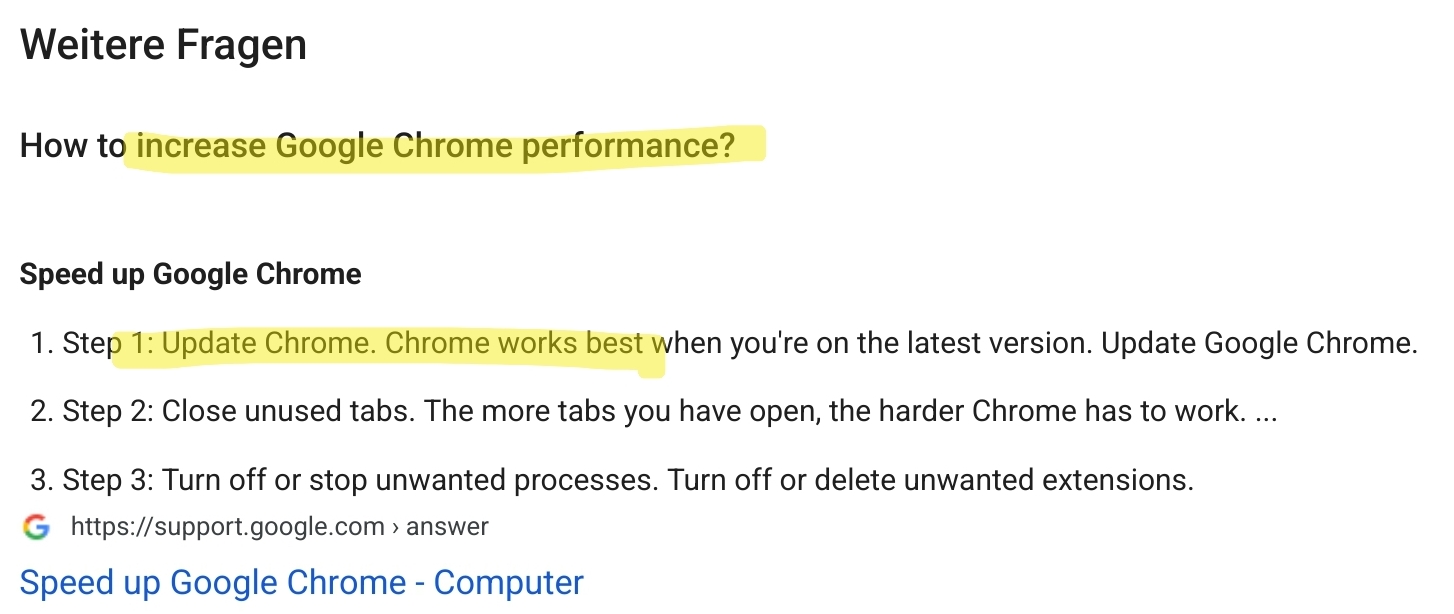 Weitere Fragen
How to increase Google Chrome performance?
Speed up Google Chrome
1. Step 1: Update Chrome. Chrome works best when you're on the latest version. Update Google Chrome.
2. Step 2: Close unused tabs. The more tabs you have open, the harder Chrome has to work. ...
3. Step 3: Turn off or stop unwanted processes. Turn off or delete unwanted extensions.
https://support.google.com › answer
Speed up Google Chrome - Computer